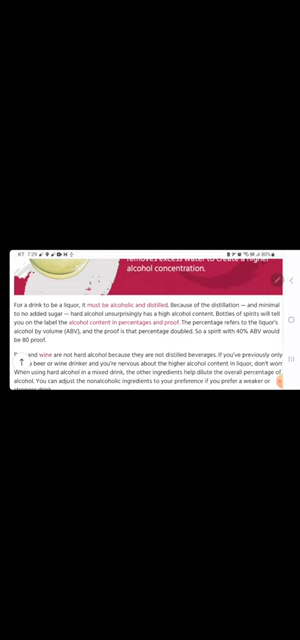 KT 7:29
80%
removes excess water to create a higher
alcohol concentration.
For a drink to be a liquor, it must be alcoholic and distilled. Because of the distillation — and minimal
to no added sugar — hard alcohol unsurprisingly has a high alcohol content. Bottles of spirits will tell
you on the label the alcohol content in percentages and proof. The percentage refers to the liquor's
alcohol by volume (ABV), and the proof is that percentage doubled. So a spirit with 40% ABV would
be 80 proof.
and wine are not hard alcohol because they are not distilled beverages. If you've previously only
beer or wine drinker and you're nervous about the higher alcohol content in liquor, don't worr
When using hard alcohol in a mixed drink, the other ingredients help dilute the overall percentage of
alcohol. You can adjust the nonalcoholic ingredients to your preference if you prefer a weaker or
stronger drink